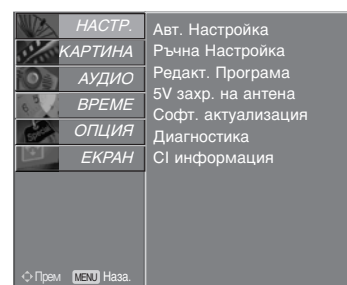 НАСТР.
КАРТИНА
АУДИО
ВРЕМЕ
ОПЦИЯ
ЕКРАН
Авт. Настройка
Ръчна Настройка
Редакт. Проrрама
5V захр. на антена
Софт. актуализация
Диагностика
CI информация
Прем MENU Наза.